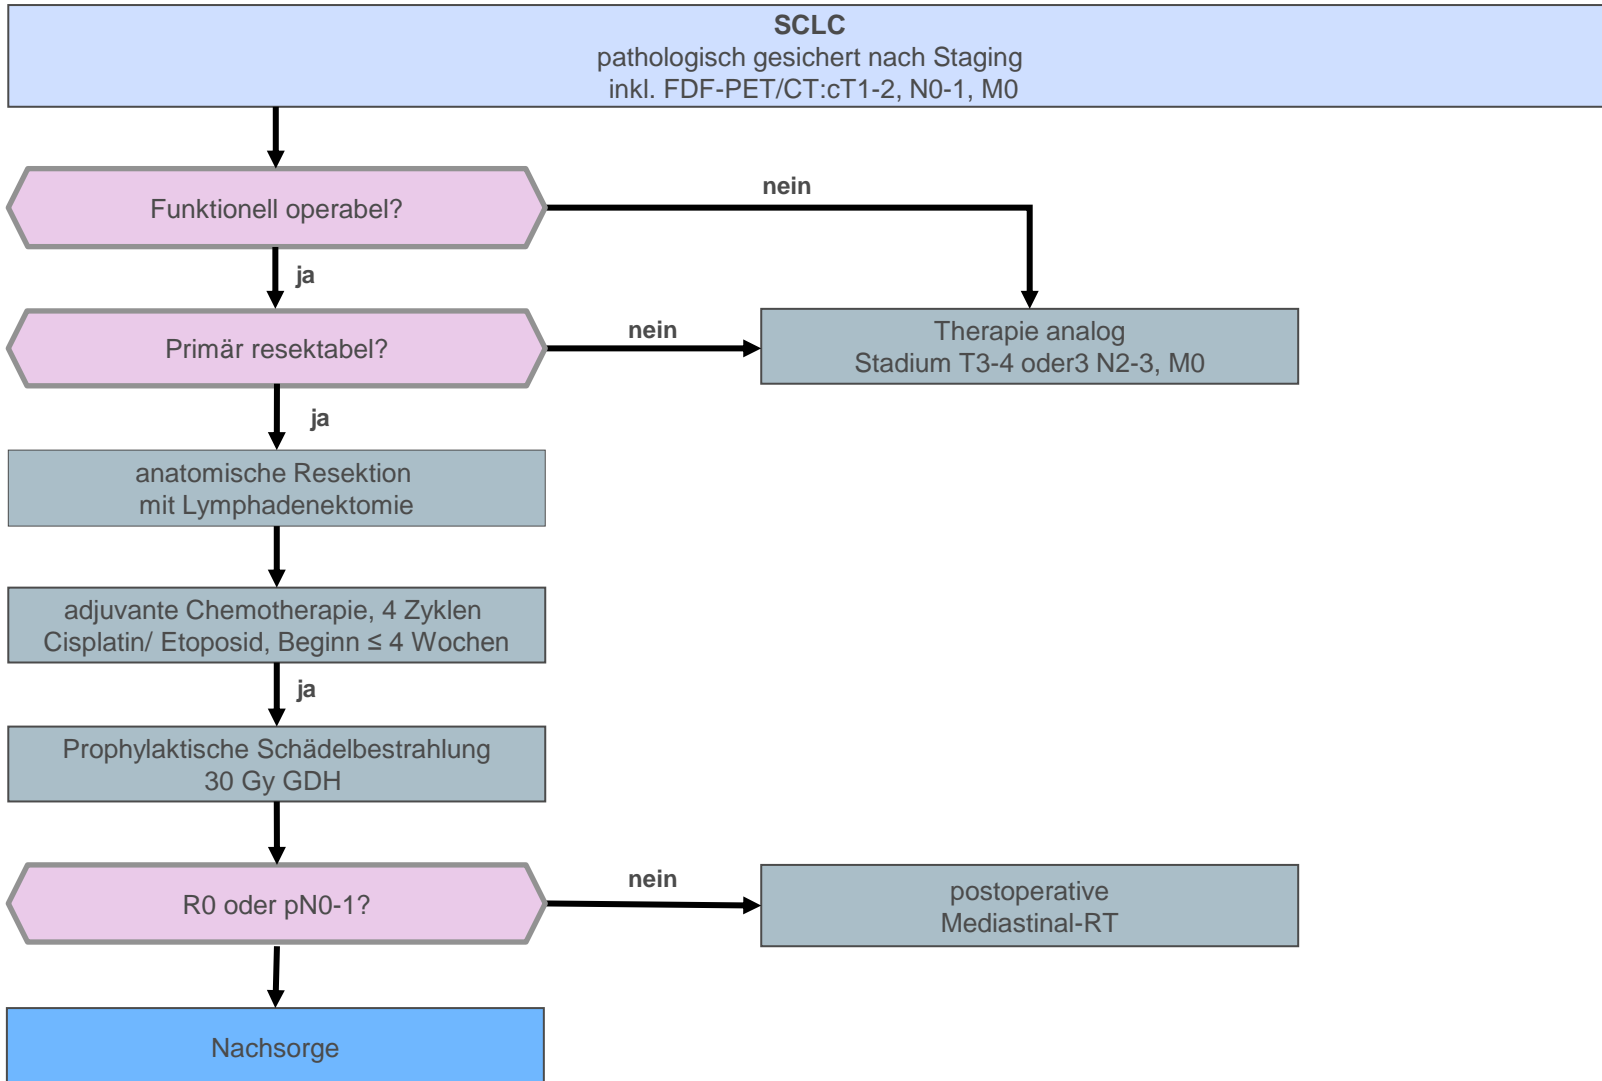 SCLC
pathologisch gesichert nach Staging
inkl. FDF-PET/CT:cT1-2, N0-1, M0
Funktionell operabel?
nein
ja
Primär resektabel?
nein
Therapie analog
Stadium T3-4 oder3 N2-3, M0
ja
anatomische Resektion
mit Lymphadenektomie
adjuvante Chemotherapie, 4 Zyklen
Cisplatin/ Etoposid, Beginn ≤ 4 Wochen
ja
Prophylaktische Schädelbestrahlung
30 Gy GDH
R0 oder pN0-1?
nein
postoperative
Mediastinal-RT
Nachsorge